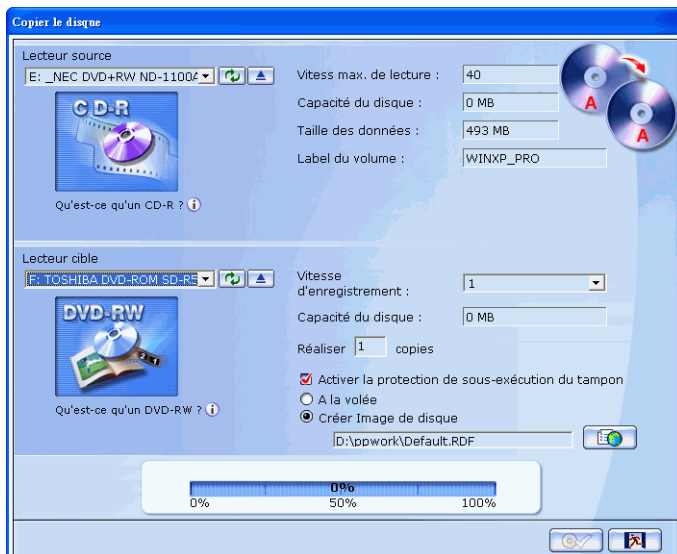 Copier le disque
Lecteur source
E: _NEC DVD+RW ND-1100A
CD-R
Qu'est-ce qu'un CD-R ?
Vitess max. de lecture :
40
Capacité du disque :
0 MB
Taille des données :
493 MB
Label du volume :
WINXP_PRO
A
A
Lecteur cible
F: TOSHIBA DVD-ROM SD-R5
DVD-RW
2 1
Qu'est-ce qu'un DVD-RW ?
Vitesse
d'enregistrement :
1
Capacité du disque :
0 MB
Réaliser 1 copies
Activer la protection de sous-exécution du tampon
A la volée
Créer Image de disque
D:\ppwork\Default.RDF
0%
0% 50% 100%